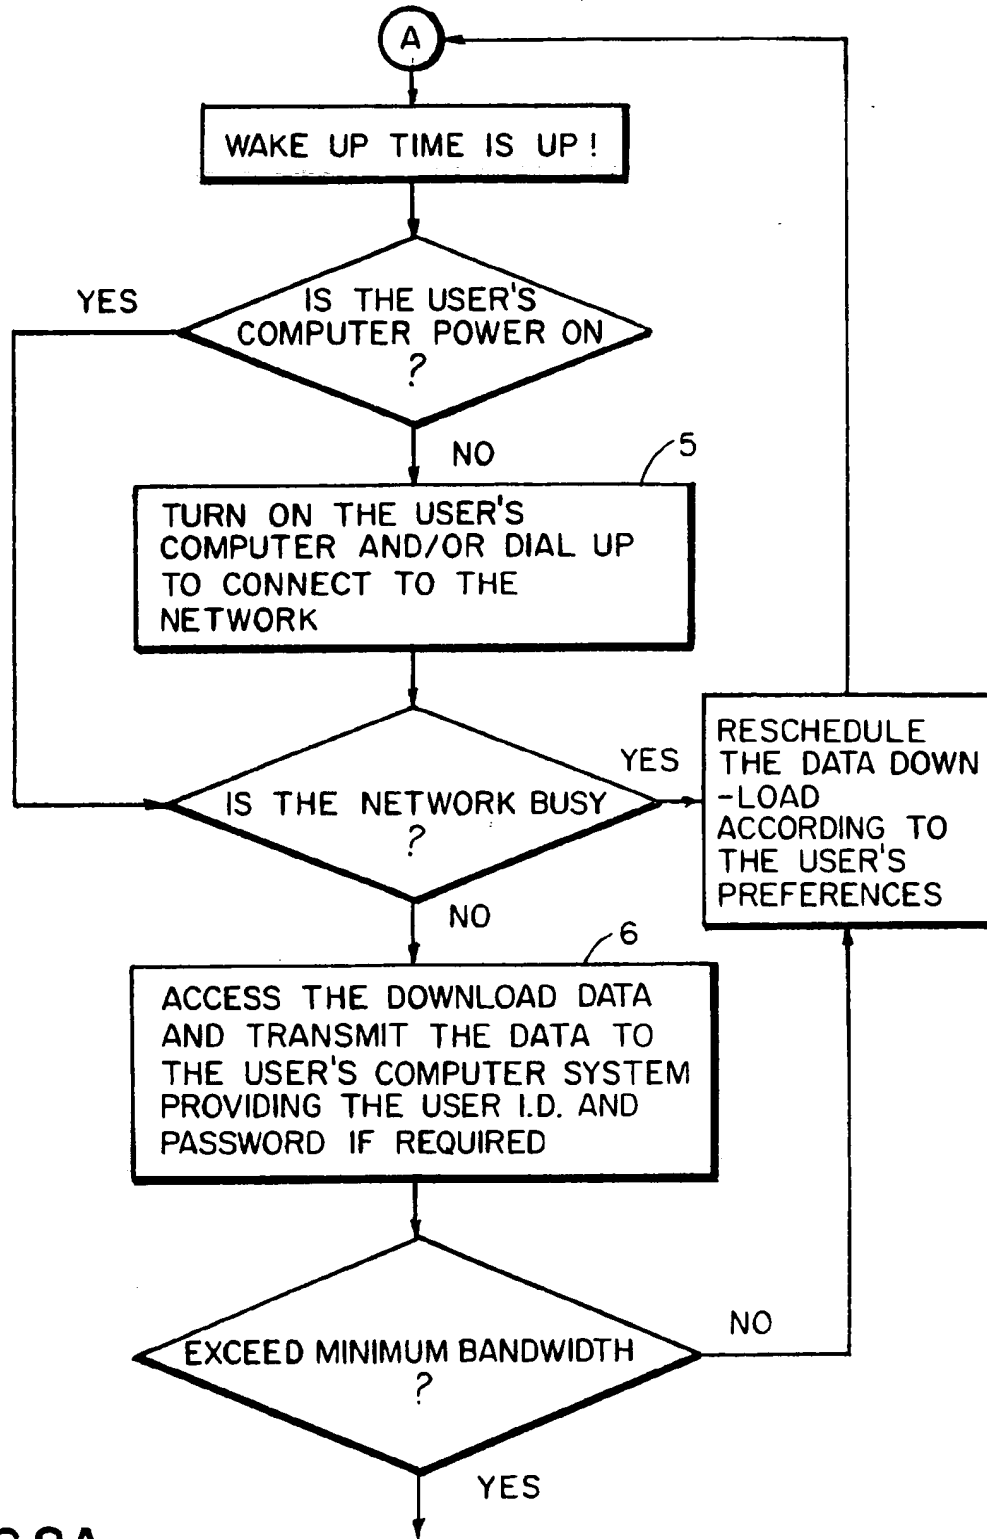 A
WAKE UP TIME IS UP!
YES
IS THE USER'S
COMPUTER POWER ON
?
NO
5
TURN ON THE USER'S
COMPUTER AND/OR DIAL UP
TO CONNECT TO THE
NETWORK
YES
IS THE NETWORK BUSY
?
RESCHEDULE
THE DATA DOWN
-LOAD
ACCORDING TO
THE USER'S
PREFERENCES
NO
6
ACCESS THE DOWNLOAD DATA
AND TRANSMIT THE DATA TO
THE USER'S COMPUTER SYSTEM
PROVIDING THE USER I.D. AND
PASSWORD IF REQUIRED
NO
EXCEED MINIMUM BANDWIDTH
?
YES